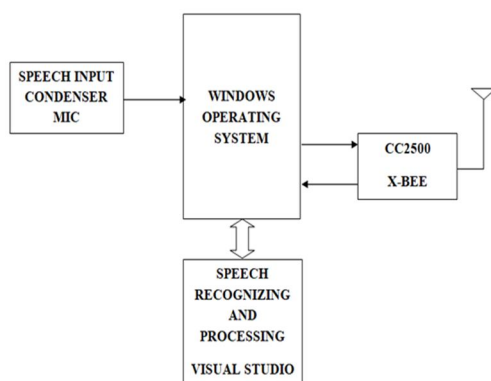 SPEECH INPUT
CONDENSER
MIC
WINDOWS
OPERATING
SYSTEM
CC2500
X-BEE
SPEECH
RECOGNIZING
AND
PROCESSING
VISUAL STUDIO